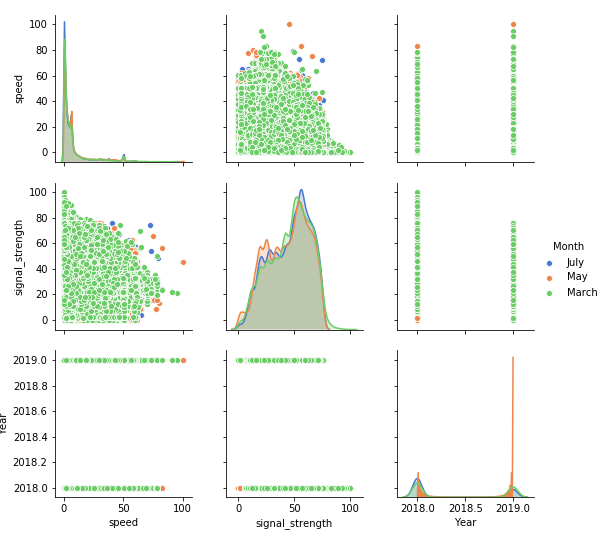 100
80
60
40
20
0
speed
100
80
60
40
20
0
signal_strength
Month
July
May
March
2019.0
2018.8
2018.6
2018.4
2018.2
2018.0
Year
0 50 100
speed
0 50 100
signal_strength
2018.0 2018.5 2019.0
Year